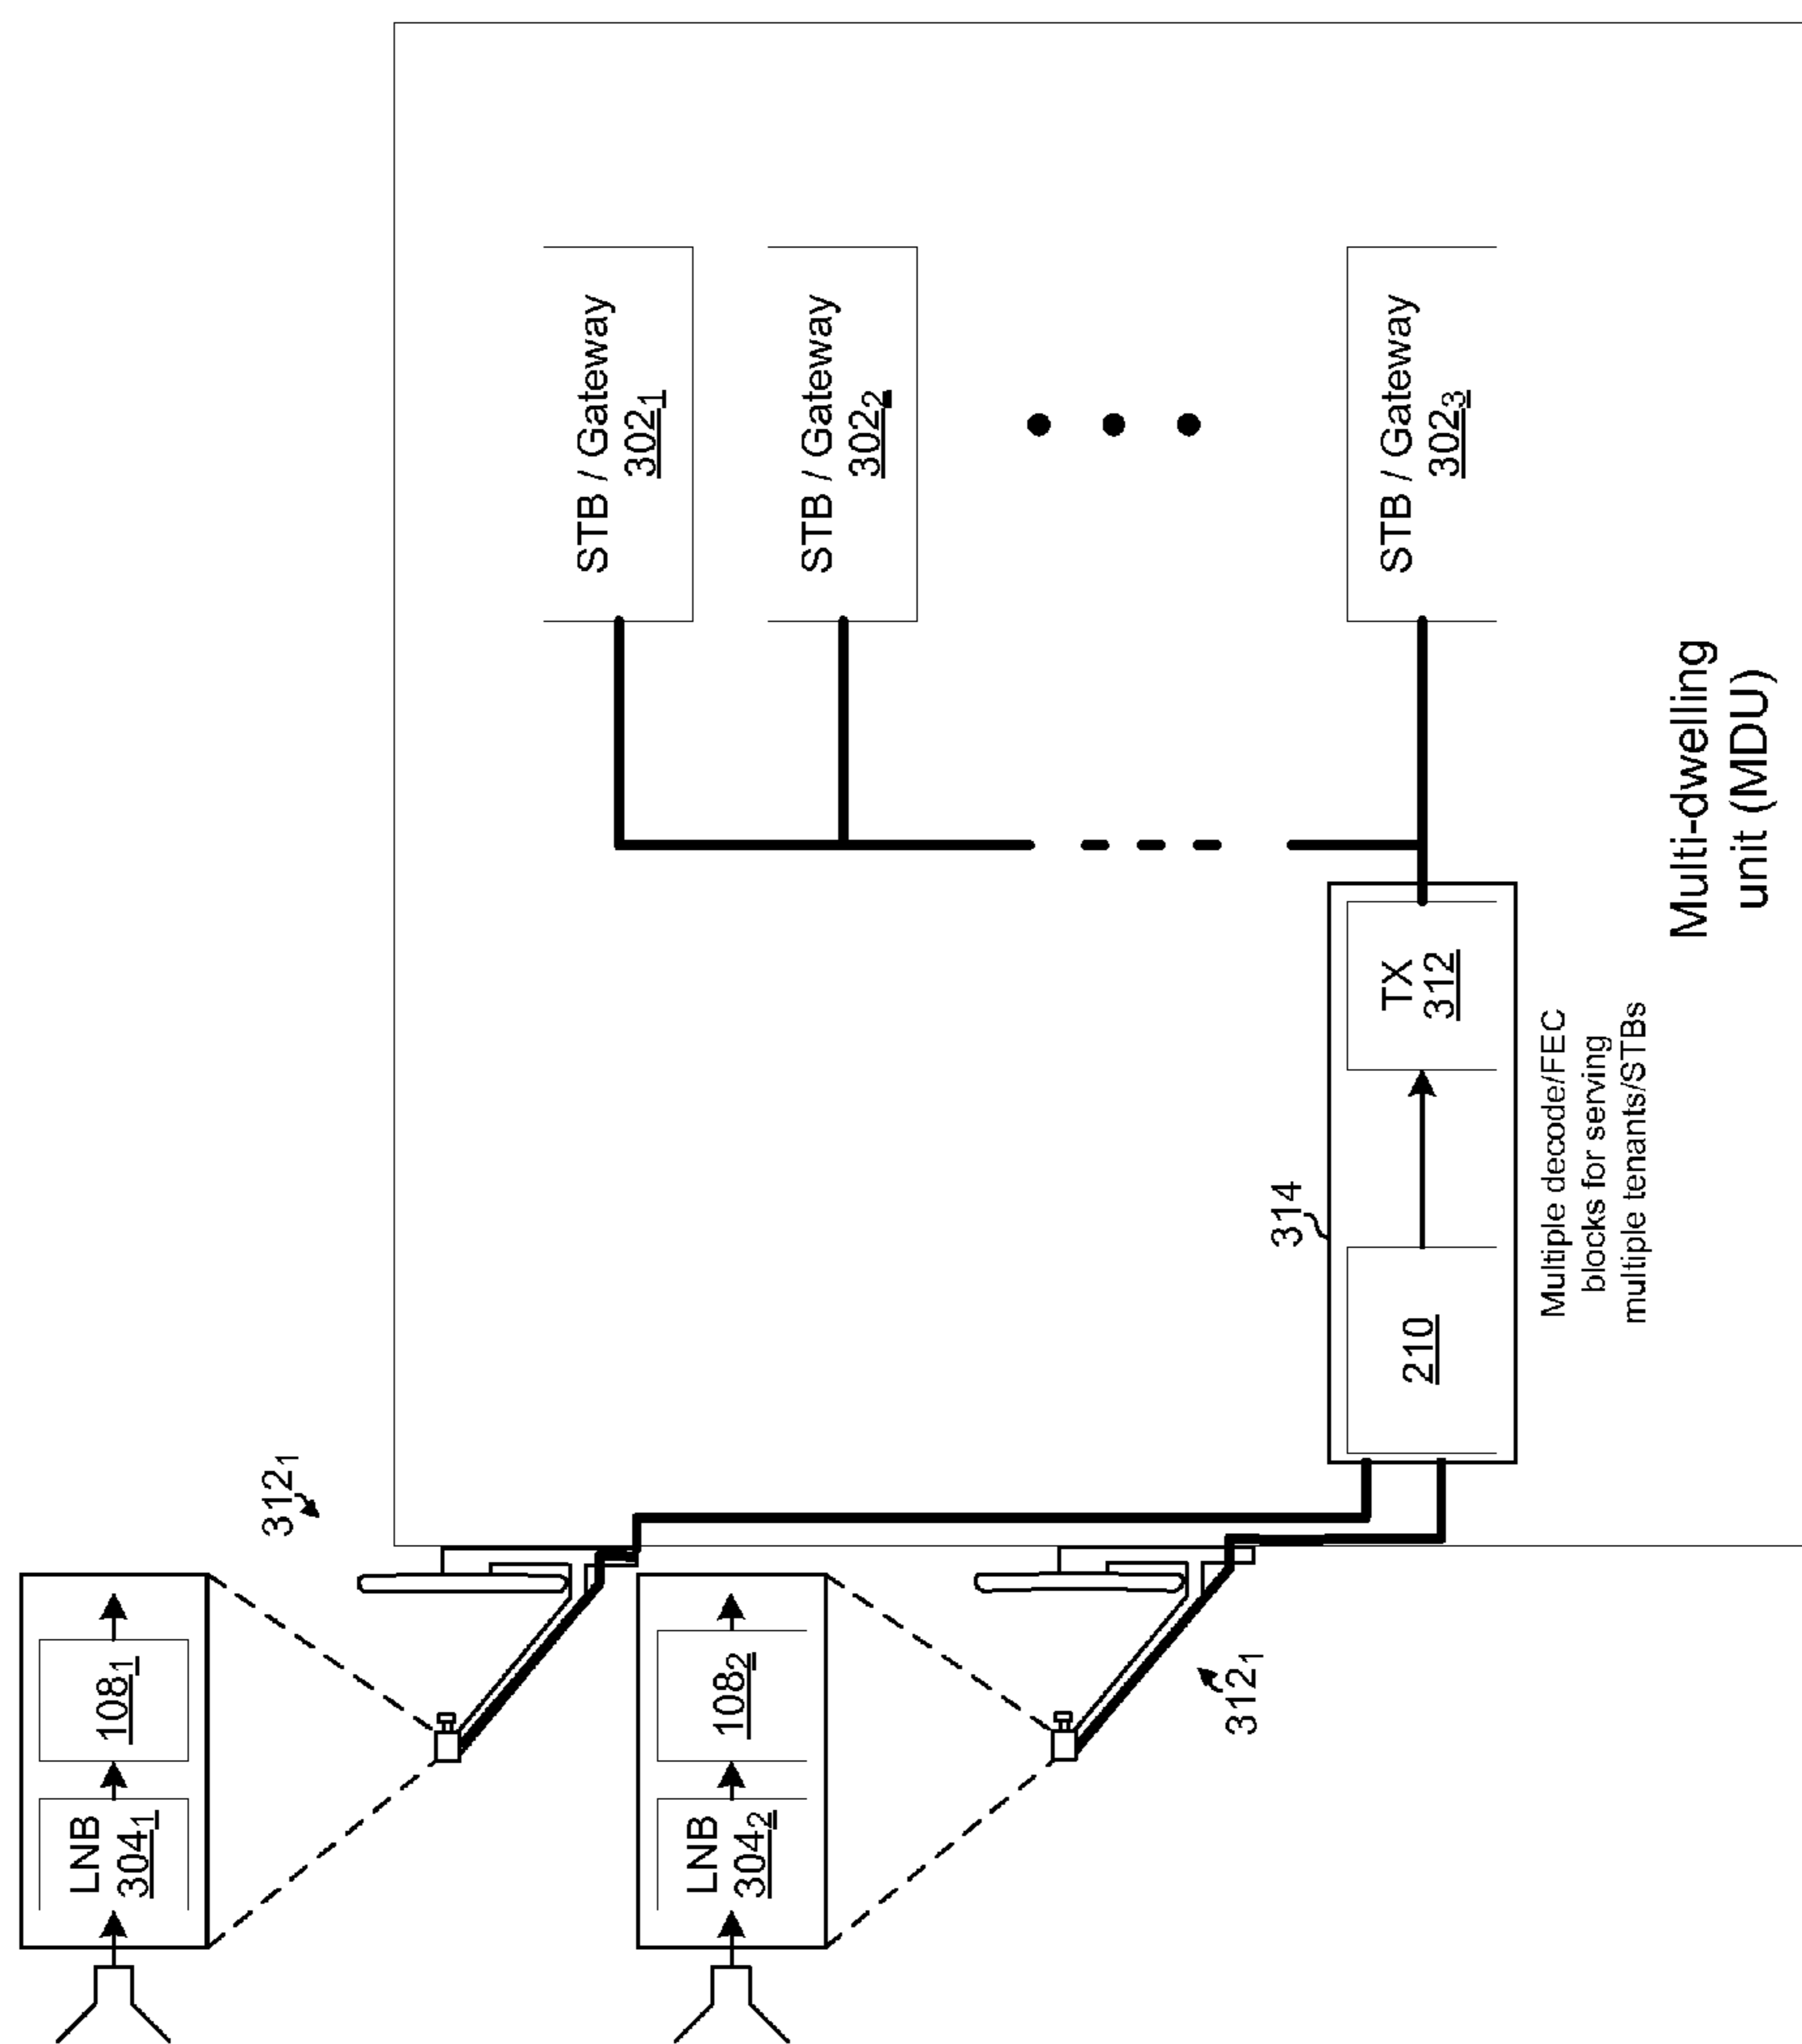 LNB
304₁
108₁
312₁
LNB
304₂
108₂
312₁
STB / Gateway
302₁
STB / Gateway
302₂
STB / Gateway
302₃
314
210
TX
312
Multiple decode/FEC
blocks for serving
multiple tenants/STBs
Multi-dwelling
unit (MDU)